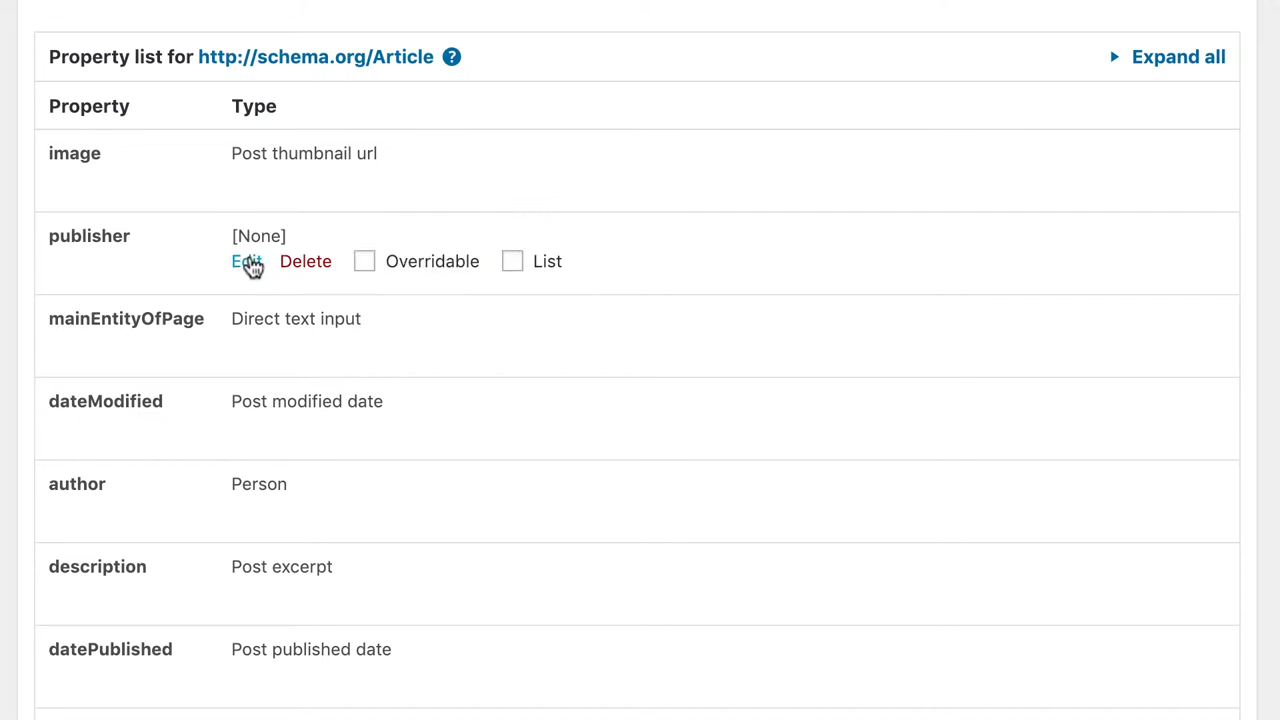 Property list for http://schema.org/Article ?
Expand all
Property Type
image Post thumbnail url
publisher [None]
Edit Delete Overridable List
mainEntityOfPage Direct text input
dateModified Post modified date
author Person
description Post excerpt
datePublished Post published date